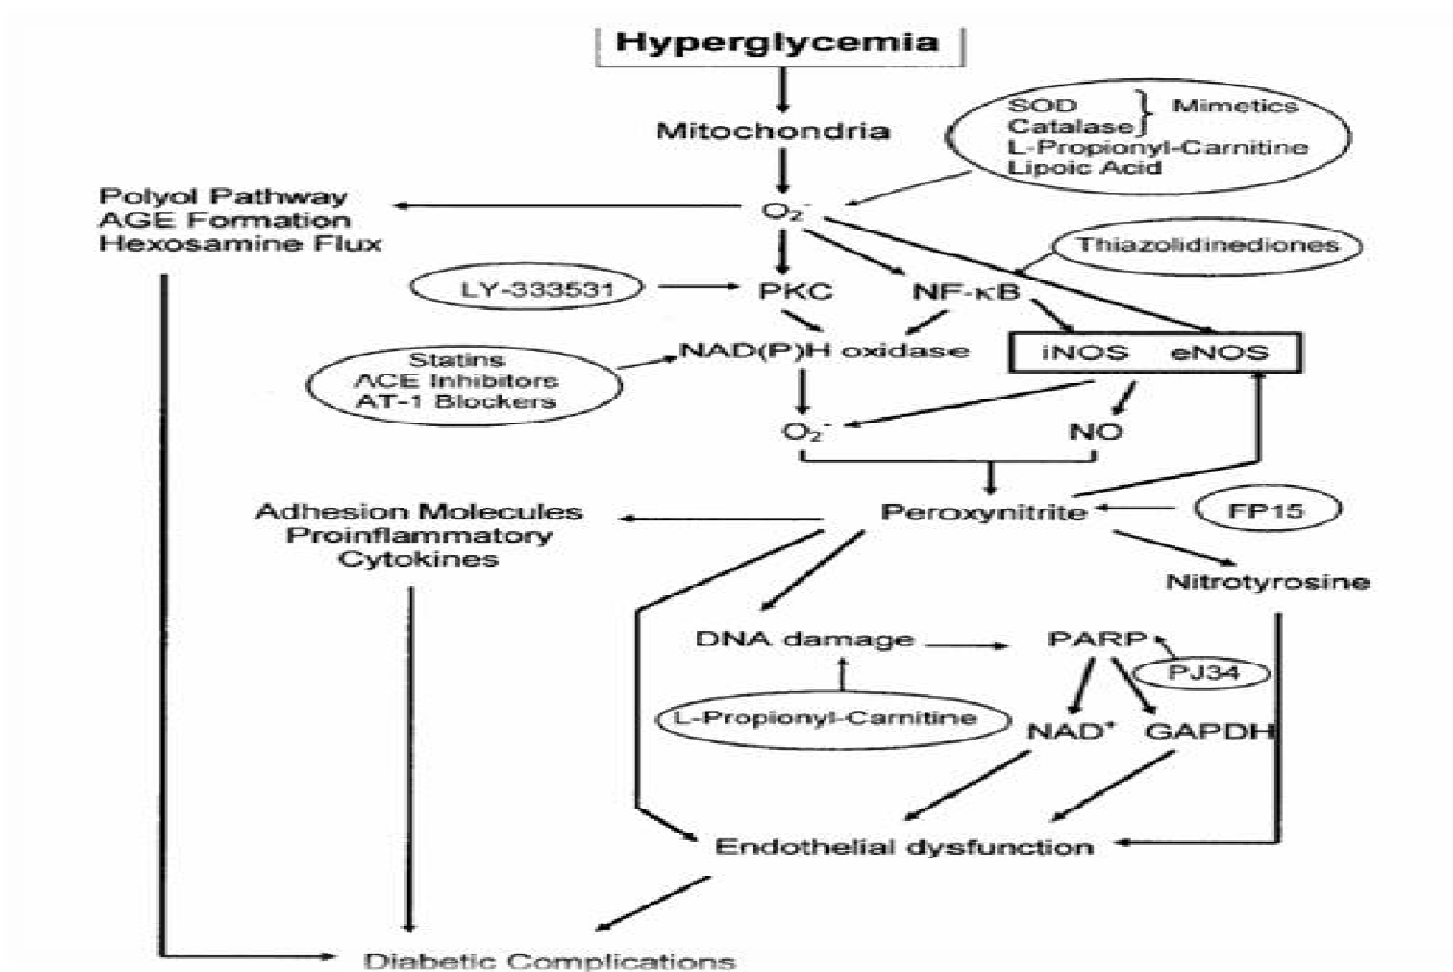 Hyperglycemia
SOD } Mimetics
Catalase
L-Propionyl-Carnitine
Lipoic Acid
Mitochondria
Polyol Pathway
AGE Formation
Hexosamine Flux
O₂⁻
Thiazolidinediones
LY-333531
PKC
NF-κB
Statins
ACE Inhibitors
AT-1 Blockers
NAD(P)H oxidase
iNOS eNOS
O₂⁻
NO
Adhesion Molecules
Proinflammatory
Cytokines
Peroxynitrite
FP15
Nitrotyrosine
DNA damage
PARP
PJ34
L-Propionyl-Carnitine
NAD⁺
GAPDH
Endothelial dysfunction
Diabetic Complications